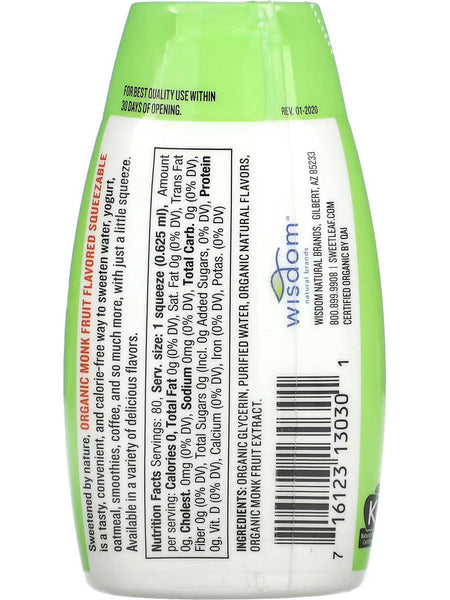 FOR BEST QUALITY USE WITHIN
30 DAYS OF OPENING.
REV. 01-2020
Sweetened by nature, ORGANIC MONK FRUIT FLAVORED SQUEEZABLE
is a tasty, convenient, and calorie-free way to sweeten water, yogurt,
oatmeal, smoothies, coffee, and so much more, with just a little squeeze.
Available in a variety of delicious flavors.
Nutrition Facts Servings: 80, Serv. size: 1 squeeze (0.625 ml), Amount
per serving: Calories 0, Total Fat 0g (0% DV), Sat. Fat 0g (0% DV), Trans Fat
0g, Cholest. 0mg (0% DV), Sodium 0mg (0% DV), Total Carb. 0g (0% DV),
Fiber 0g (0% DV), Total Sugars 0g (Incl. 0g Added Sugars, 0% DV), Protein
0g, Vit. D (0% DV), Calcium (0% DV), Iron (0% DV), Potas. (0% DV).
INGREDIENTS: ORGANIC GLYCERIN, PURIFIED WATER, ORGANIC NATURAL FLAVORS,
ORGANIC MONK FRUIT EXTRACT.
wisdom®
natural brands
WISDOM NATURAL BRANDS, GILBERT, AZ 85233
800.899.9908 | SWEETLEAF.COM
CERTIFIED ORGANIC BY QAI
7 16123 13030 1
K